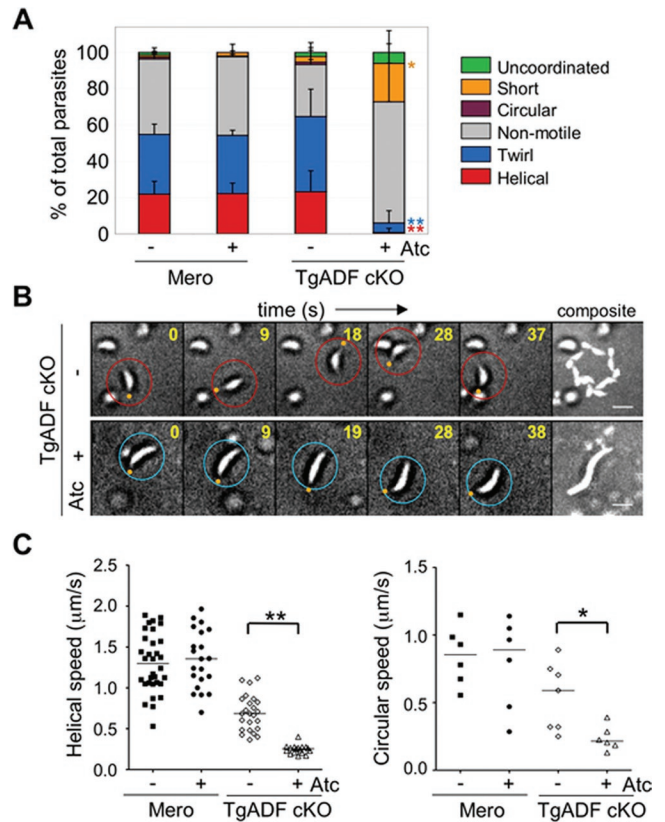 A
% of total parasites
100
80
60
40
20
0
*
**
**
- + - + Atc
Mero TgADF cKO
Uncoordinated
Short
Circular
Non-motile
Twirl
Helical
B
time (s) composite
TgADF cKO
-
0 9 18 28 37
Atc +
0 9 19 28 38
C
Helical speed (μm/s)
2.5
2.0
1.5
1.0
0.5
0.0
**
- + - + Atc
Mero TgADF cKO
Circular speed (μm/s)
1.5
1.0
0.5
0.0
*
- + - + Atc
Mero TgADF cKO